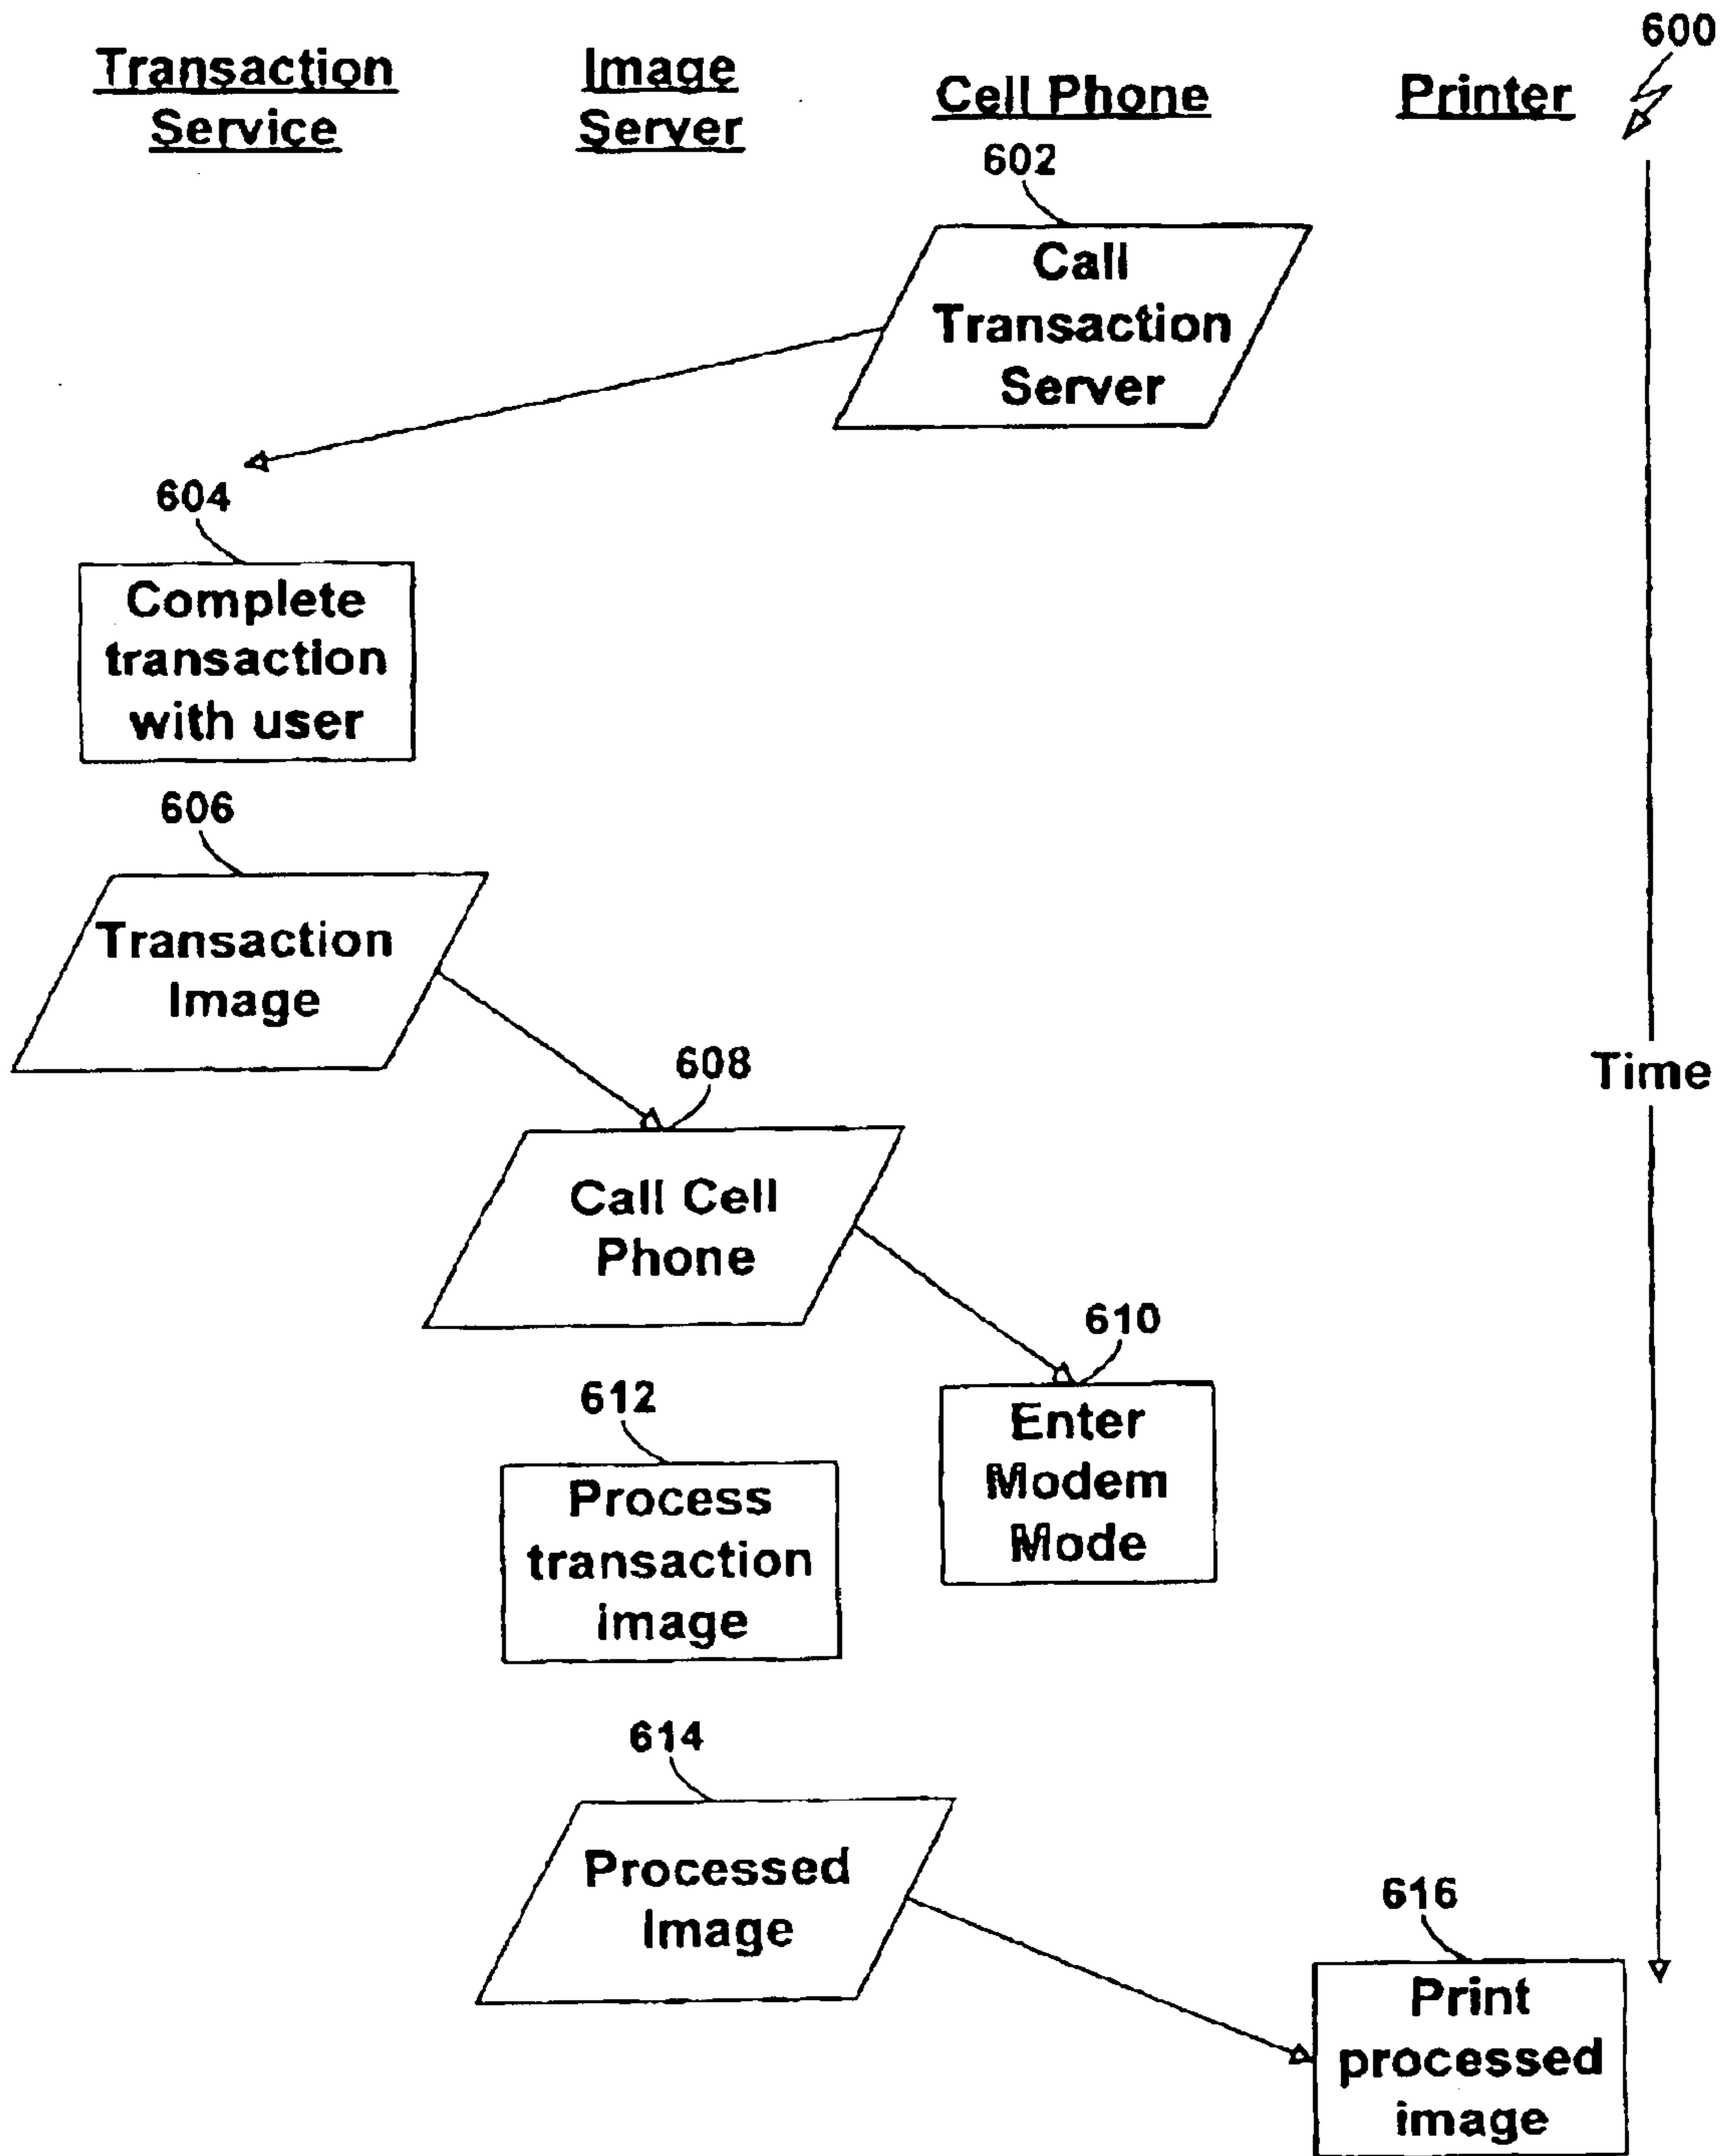 600
Transaction
Service
Image
Server
Cell Phone
Printer
602
Call
Transaction
Server
604
Complete
transaction
with user
606
Transaction
Image
Time
608
Call Cell
Phone
610
Enter
Modem
Mode
612
Process
transaction
image
614
Processed
Image
616
Print
processed
image